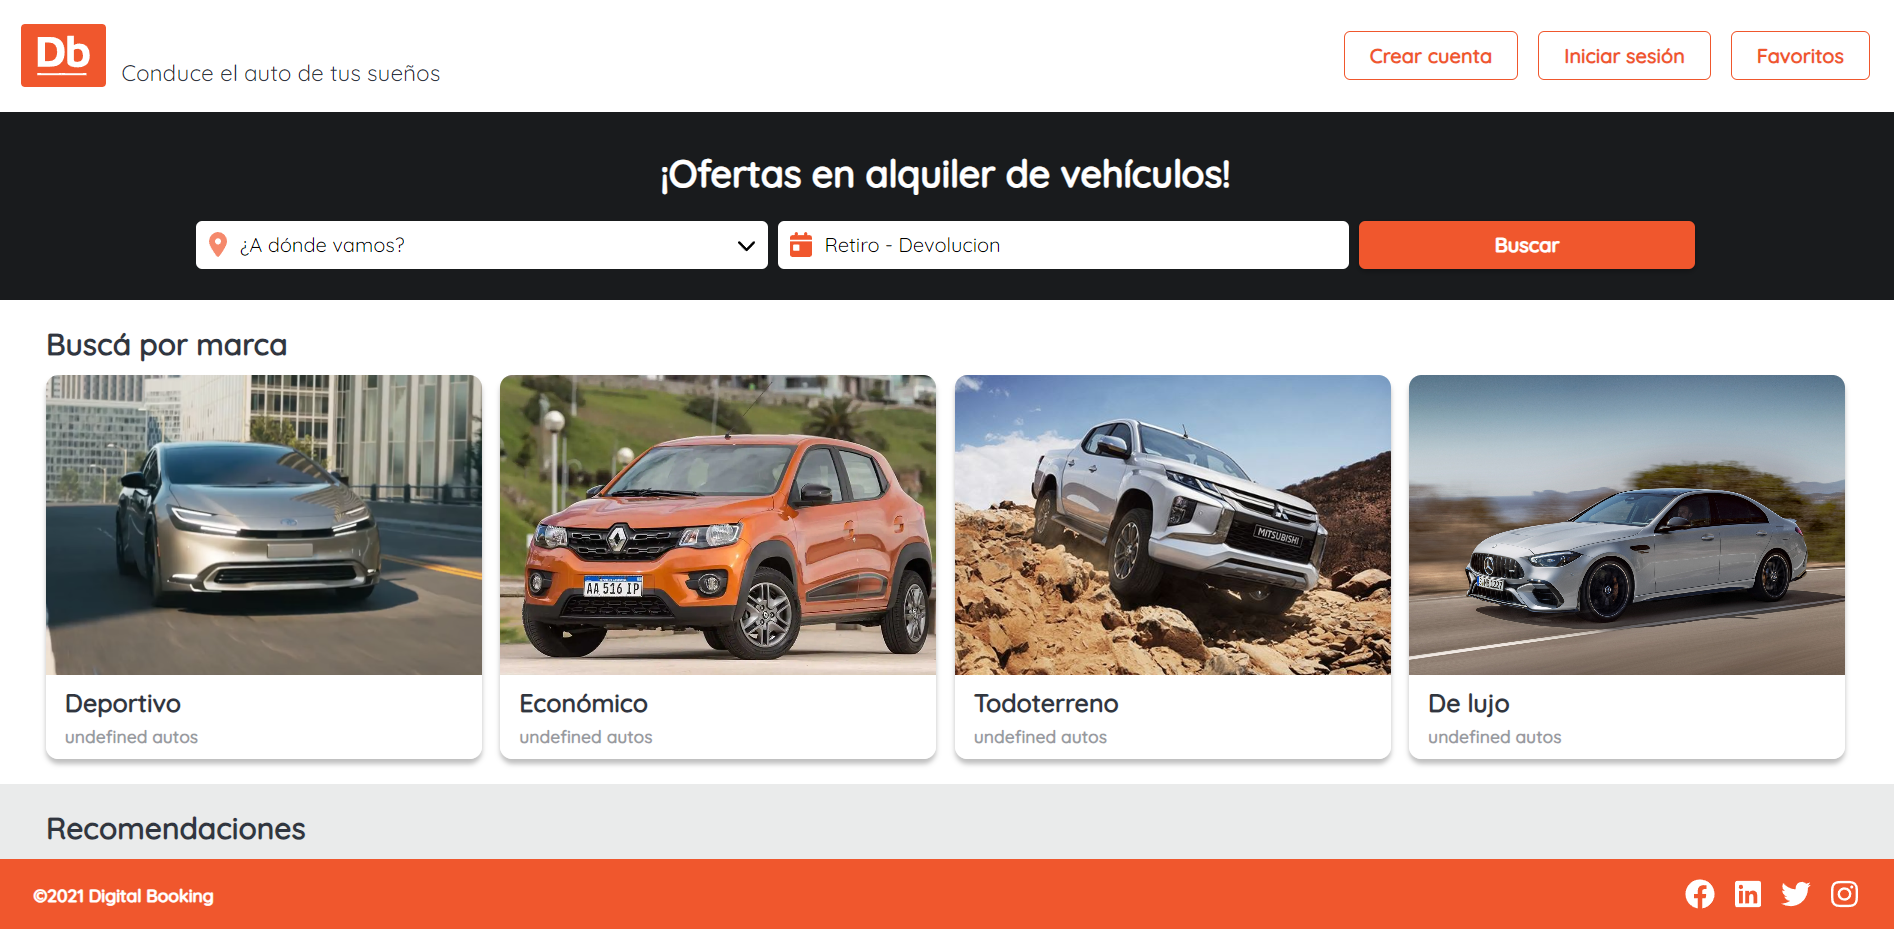 Db
Conduce el auto de tus sueños
Crear cuenta
Iniciar sesión
Favoritos
¡Ofertas en alquiler de vehículos!
¿A dónde vamos?
Retiro - Devolucion
Buscar
Buscá por marca
AA 516 IP
MITSUBISHI
Deportivo
undefined autos
Económico
undefined autos
Todoterreno
undefined autos
De lujo
undefined autos
Recomendaciones
©2021 Digital Booking